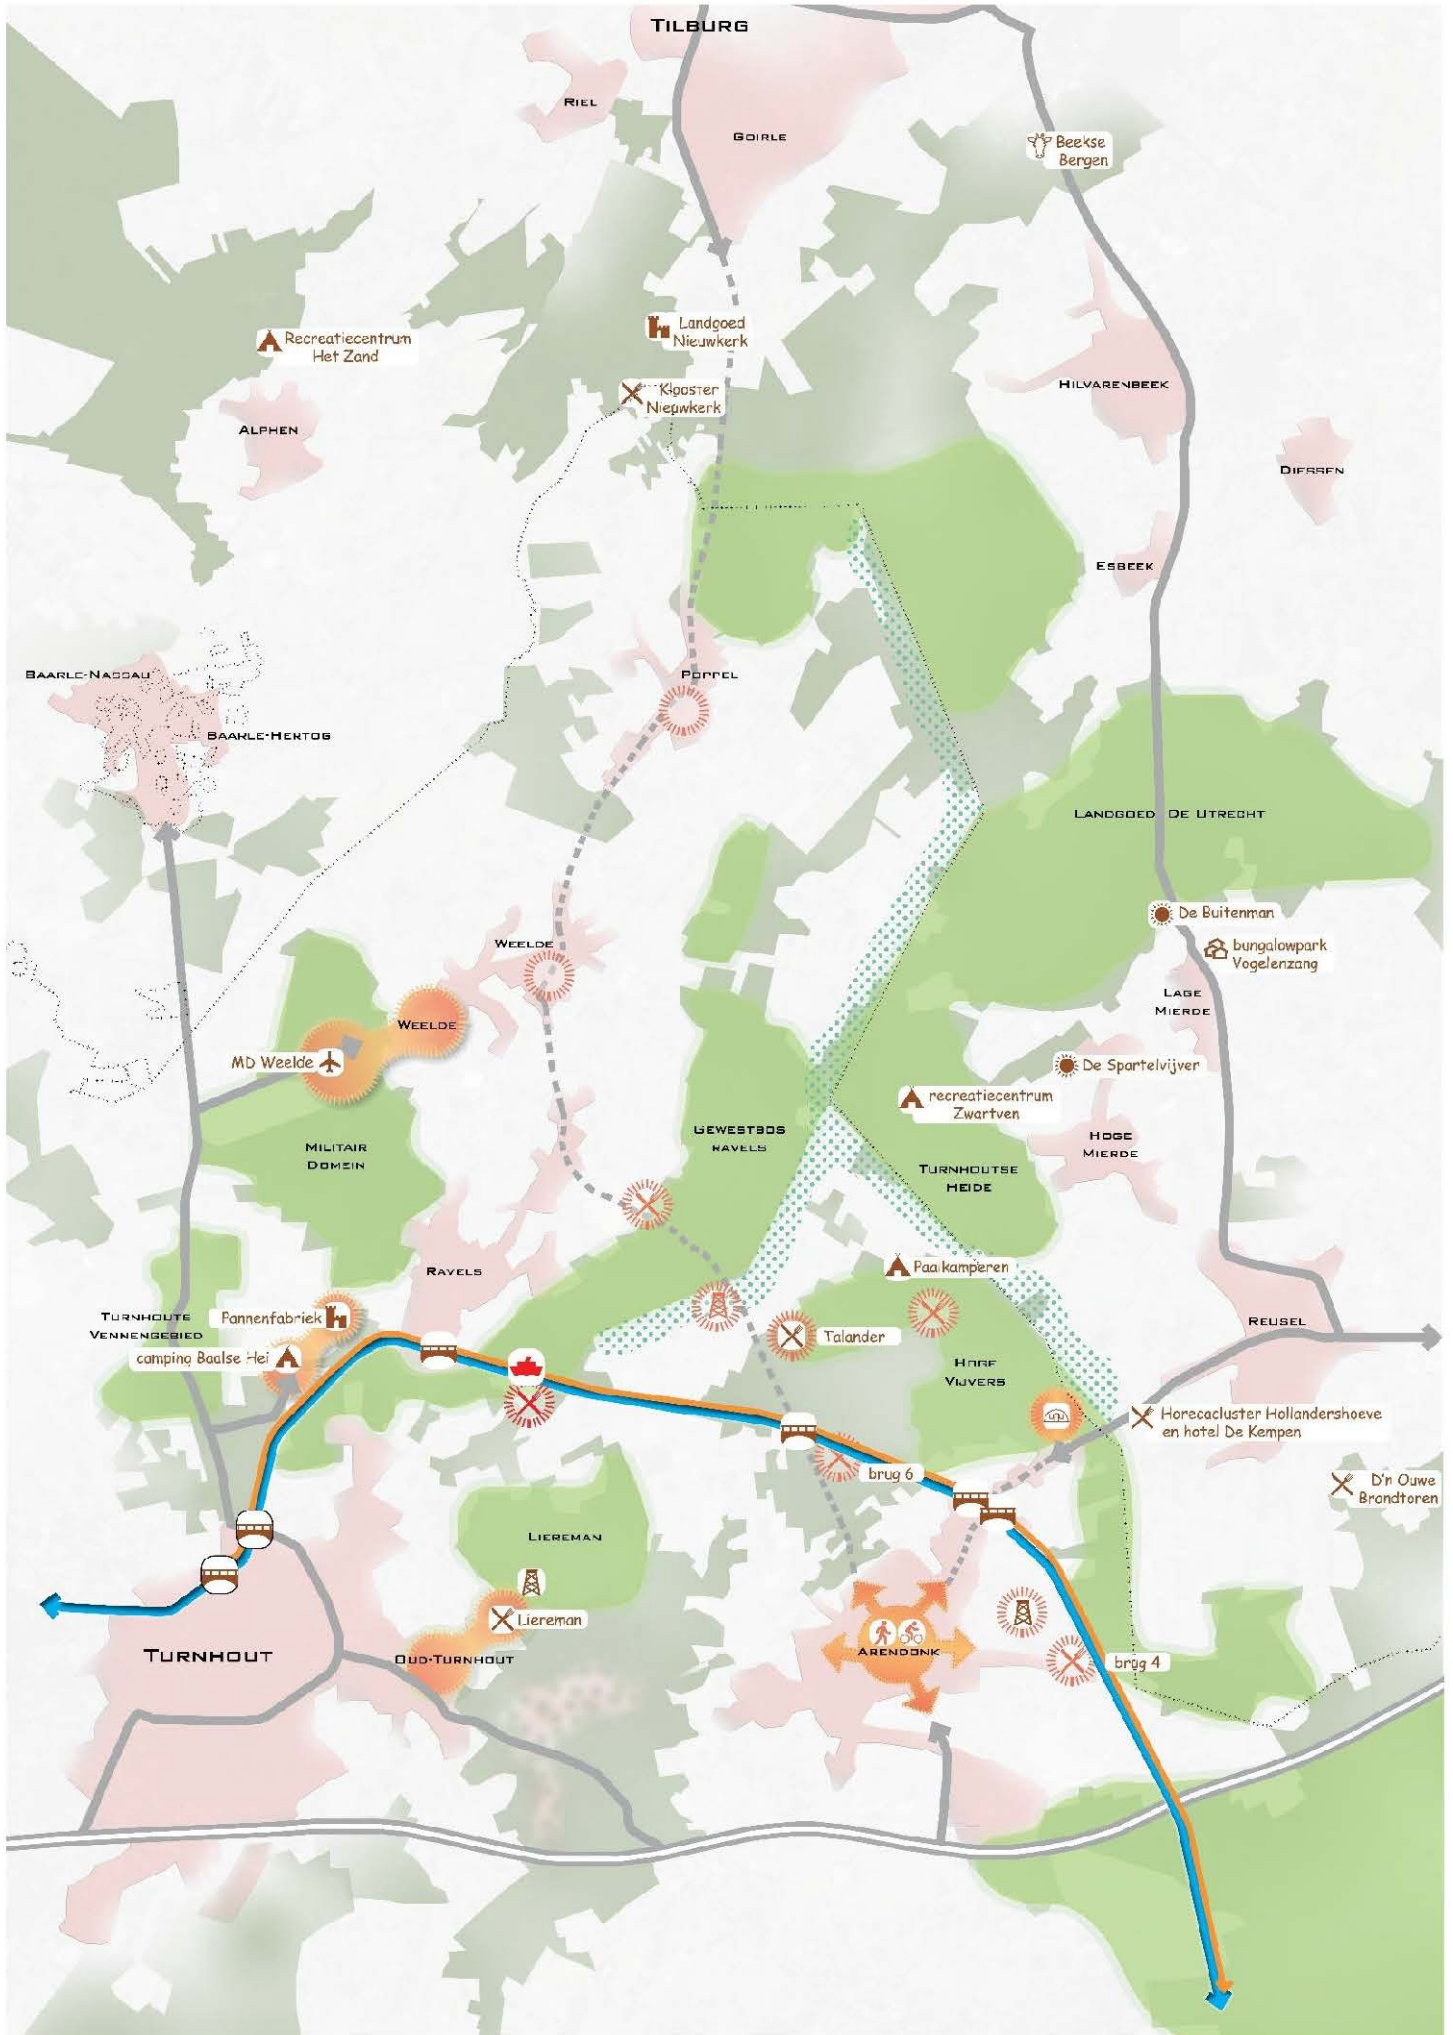 TILBURG
RIEL
GOIRLE
Beekse
Bergen
Landgoed
Nieuwkerk
Recreatiecentrum
Het Zand
Klooster
Nieuwkerk
HILVARENBEEK
ALPHEN
DIESSEN
ESBEEK
BAARLE-NASSAU
POPPEL
BAARLE-HERTOG
LANDGOED DE UTRECHT
De Buitenman
WEELDE
bungalowpark
Vogelenzang
LAGE
MIERDE
WEELDE
MD Weelde
De Spartelvijver
recreatiecentrum
Zwartven
GEWESTBOS
RAVELS
HOGE
MIERDE
MILITAIR
DOMEIN
TURNHOUTSE
HEIDE
RAVELS
Paalkamperen
TURNHOUTS
VENNENGEBIED
Pannenfabriek
REUSEL
Talander
camping Baalse Hei
HOGE
VIJVERS
Horecacluster Hollandershoeve
en hotel De Kempen
brug 6
D'n Ouwe
Brandtoren
LIEREMAN
Liereman
TURNHOUT
OUD-TURNHOUT
ARENDONK
brug 4